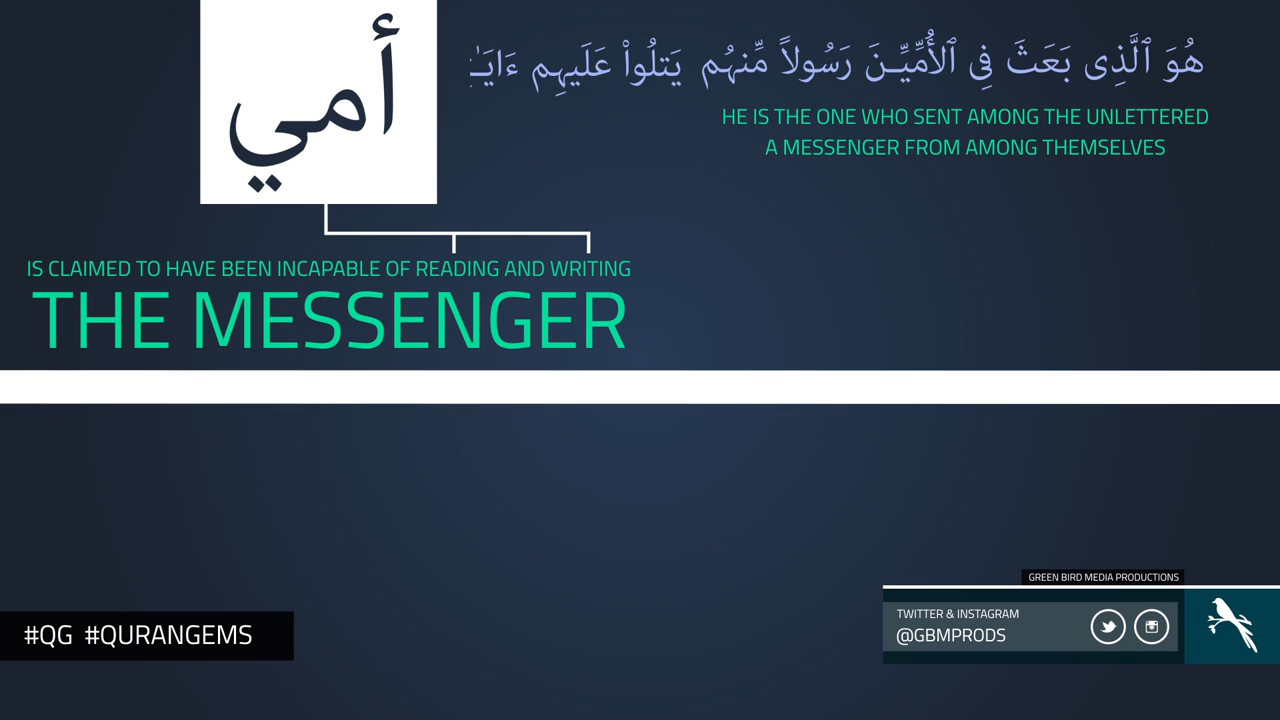 أمي
هُوَ ٱلَّذِى بَعَثَ فِى ٱلأُمِّيِّـنَ رَسُولاً مِّنهُم يَتلُواْ عَلَيهِم
HE IS THE ONE WHO SENT AMONG THE UNLETTERED
A MESSENGER FROM AMONG THEMSELVES
IS CLAIMED TO HAVE BEEN INCAPABLE OF READING AND WRITING
THE MESSENGER
GREEN BIRD MEDIA PRODUCTIONS
TWITTER & INSTAGRAM
@GBMPRODS
#QG #QURANGEMS